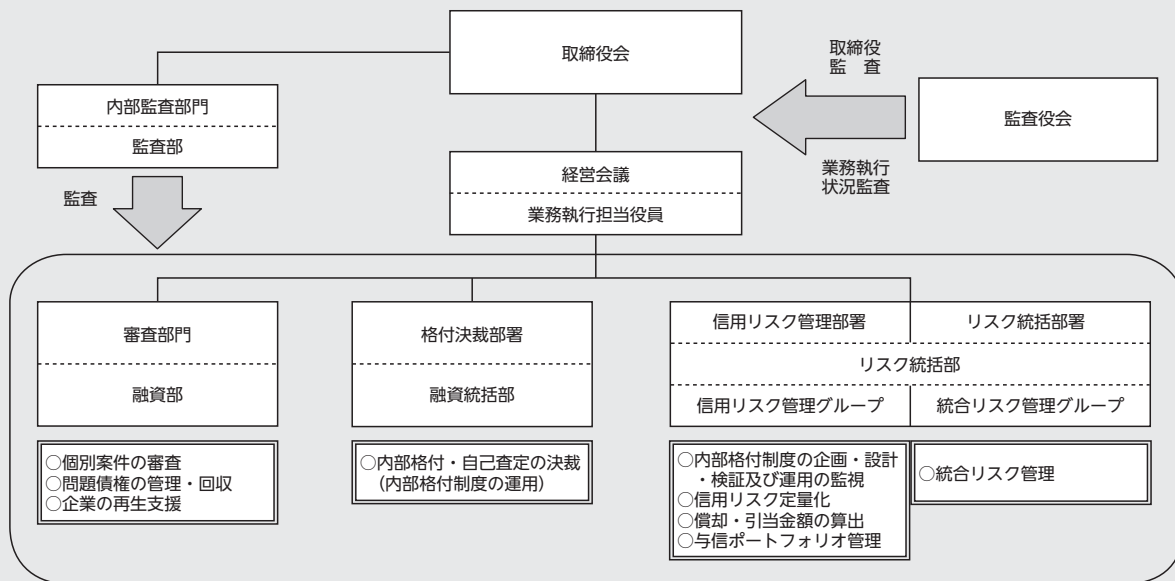 取締役会
取締役
監　査
内部監査部門
監査部
監査役会
経営会議
業務執行担当役員
業務執行
状況監査
監査
審査部門
融資部
格付決裁部署
融資統括部
信用リスク管理部署
リスク統括部署
リスク統括部
信用リスク管理グループ
統合リスク管理グループ
○個別案件の審査
○問題債権の管理・回収
○企業の再生支援
○内部格付・自己査定の決裁
（内部格付制度の運用）
○内部格付制度の企画・設計
・検証及び運用の監視
○信用リスク定量化
○償却・引当金額の算出
○与信ポートフォリオ管理
○統合リスク管理